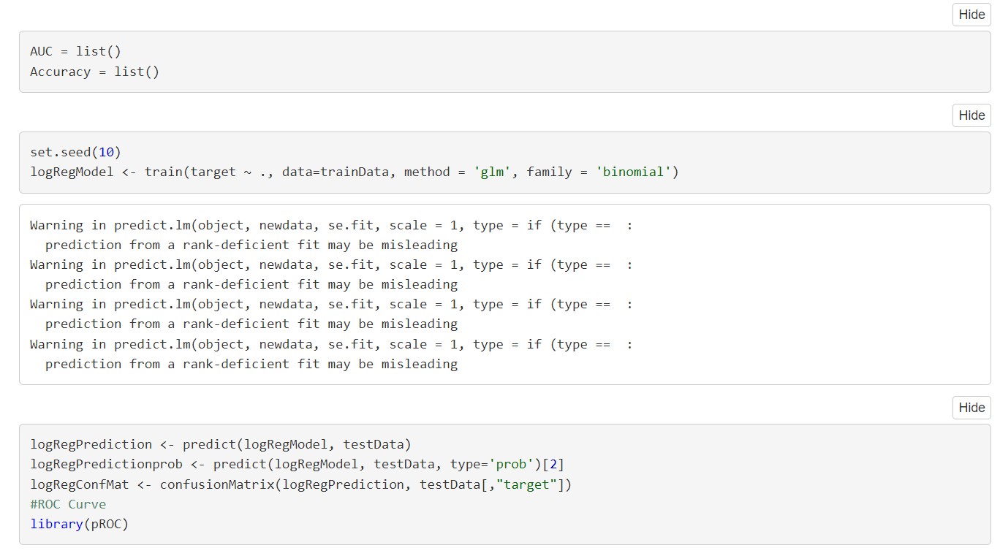 Hide
AUC = list()
Accuracy = list()
Hide
set.seed(10)
logRegModel <- train(target ~ ., data=trainData, method = 'glm', family = 'binomial')
Warning in predict.lm(object, newdata, se.fit, scale = 1, type = if (type ==  :
  prediction from a rank-deficient fit may be misleading
Warning in predict.lm(object, newdata, se.fit, scale = 1, type = if (type ==  :
  prediction from a rank-deficient fit may be misleading
Warning in predict.lm(object, newdata, se.fit, scale = 1, type = if (type ==  :
  prediction from a rank-deficient fit may be misleading
Warning in predict.lm(object, newdata, se.fit, scale = 1, type = if (type ==  :
  prediction from a rank-deficient fit may be misleading
Hide
logRegPrediction <- predict(logRegModel, testData)
logRegPredictionprob <- predict(logRegModel, testData, type='prob')[2]
logRegConfMat <- confusionMatrix(logRegPrediction, testData[,"target"])
#ROC Curve
library(pROC)